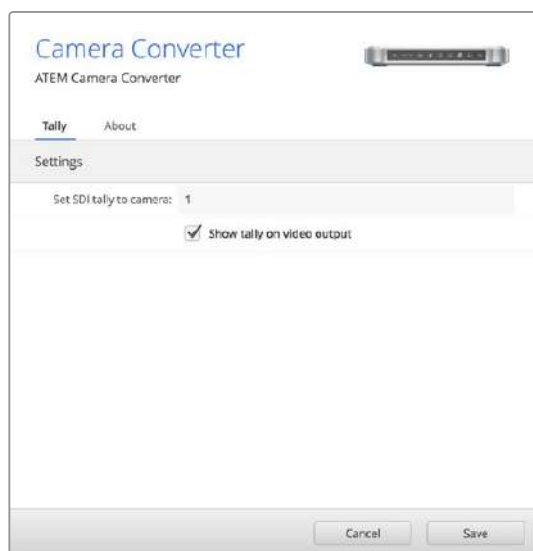 Camera Converter
ATEM Camera Converter
Tally About
Settings
Set SDI tally to camera: 1
Show tally on video output
Cancel Save